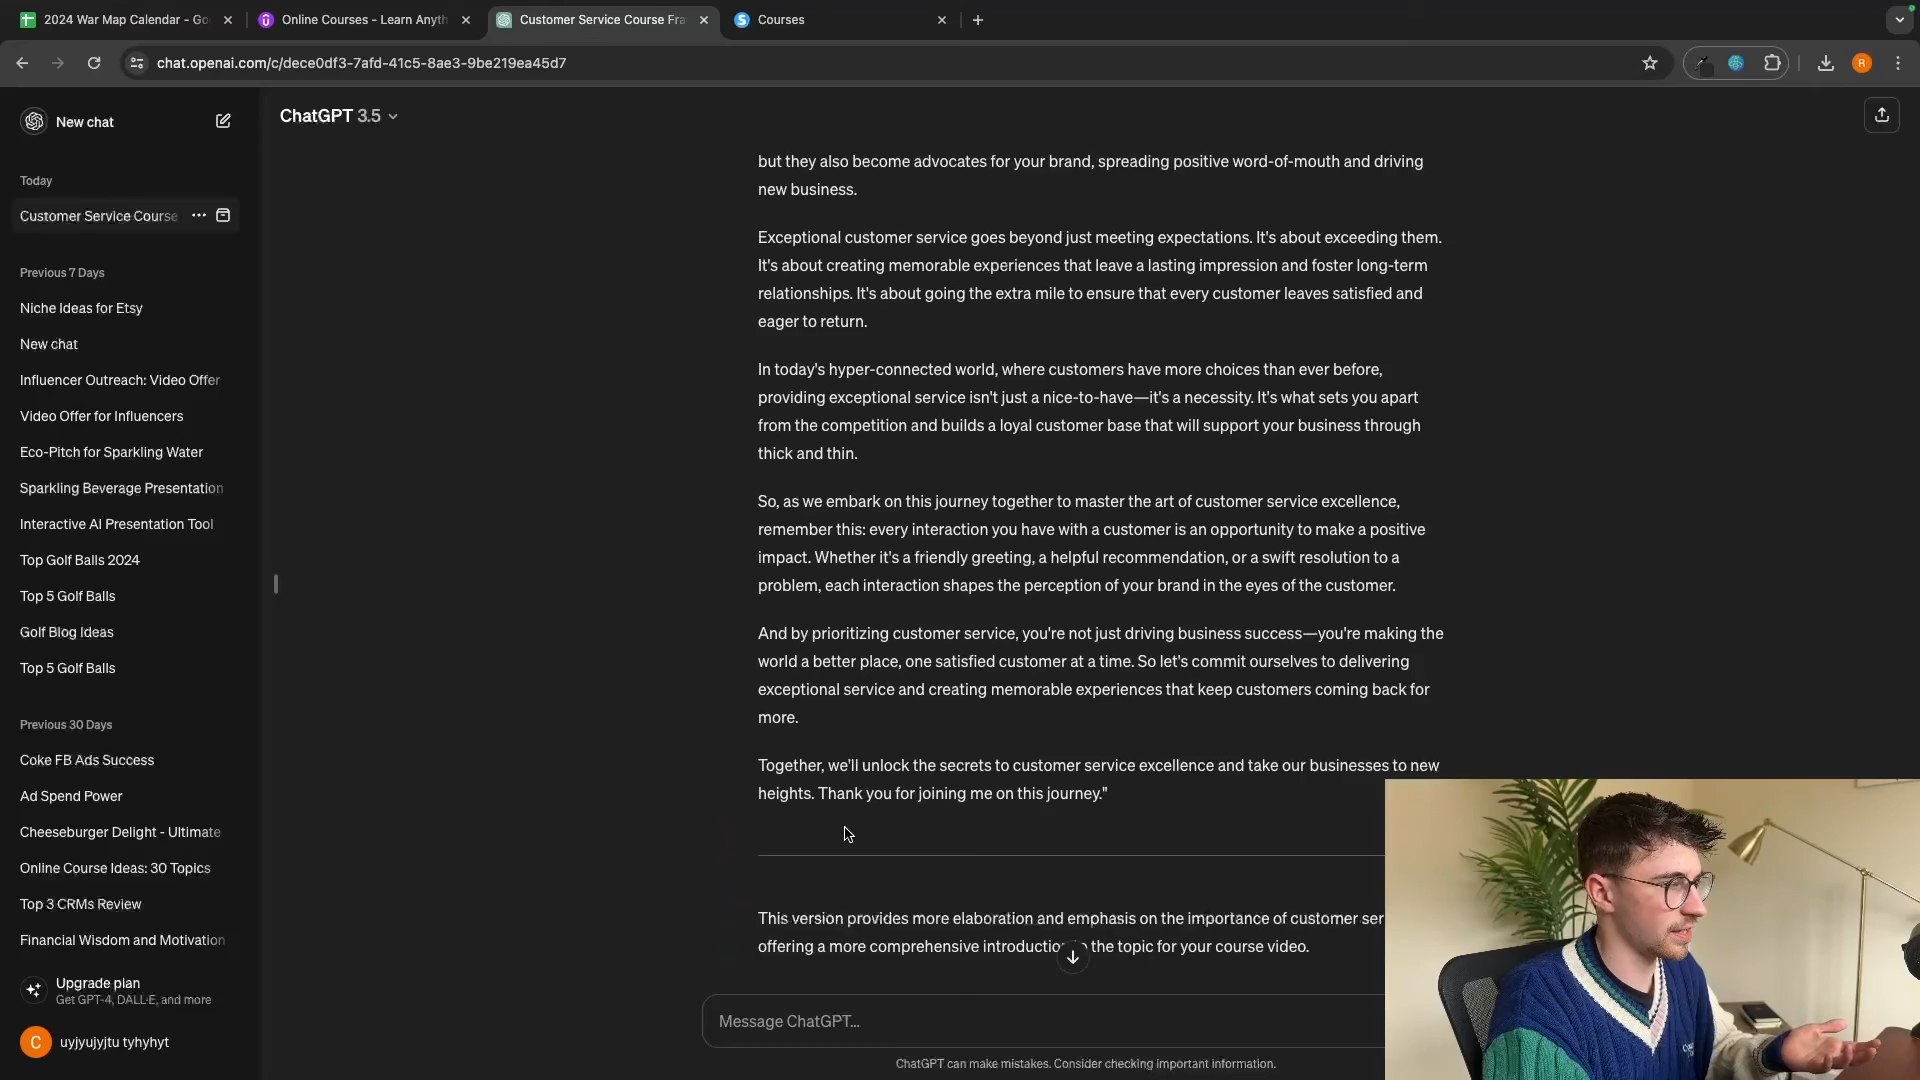 2024 War Map Calendar - Go
Online Courses - Learn Anyth
Customer Service Course Fra
Courses
chat.openai.com/c/dece0df3-7afd-41c5-8ae3-9be219ea45d7
R
New chat
ChatGPT 3.5
Today
Customer Service Course
Previous 7 Days
Niche Ideas for Etsy
New chat
Influencer Outreach: Video Offer
Video Offer for Influencers
Eco-Pitch for Sparkling Water
Sparkling Beverage Presentation
Interactive AI Presentation Tool
Top Golf Balls 2024
Top 5 Golf Balls
Golf Blog Ideas
Top 5 Golf Balls
Previous 30 Days
Coke FB Ads Success
Ad Spend Power
Cheeseburger Delight - Ultimate
Online Course Ideas: 30 Topics
Top 3 CRMs Review
Financial Wisdom and Motivation
Upgrade plan
Get GPT-4, DALL·E, and more
C
uyjyujyjtu tyhyhyt
but they also become advocates for your brand, spreading positive word-of-mouth and driving
new business.
Exceptional customer service goes beyond just meeting expectations. It's about exceeding them.
It's about creating memorable experiences that leave a lasting impression and foster long-term
relationships. It's about going the extra mile to ensure that every customer leaves satisfied and
eager to return.
In today's hyper-connected world, where customers have more choices than ever before,
providing exceptional service isn't just a nice-to-have—it's a necessity. It's what sets you apart
from the competition and builds a loyal customer base that will support your business through
thick and thin.
So, as we embark on this journey together to master the art of customer service excellence,
remember this: every interaction you have with a customer is an opportunity to make a positive
impact. Whether it's a friendly greeting, a helpful recommendation, or a swift resolution to a
problem, each interaction shapes the perception of your brand in the eyes of the customer.
And by prioritizing customer service, you're not just driving business success—you're making the
world a better place, one satisfied customer at a time. So let's commit ourselves to delivering
exceptional service and creating memorable experiences that keep customers coming back for
more.
Together, we'll unlock the secrets to customer service excellence and take our businesses to new
heights. Thank you for joining me on this journey."
This version provides more elaboration and emphasis on the importance of customer ser
offering a more comprehensive introductio the topic for your course video.
Message ChatGPT...
ChatGPT can make mistakes. Consider checking important information.